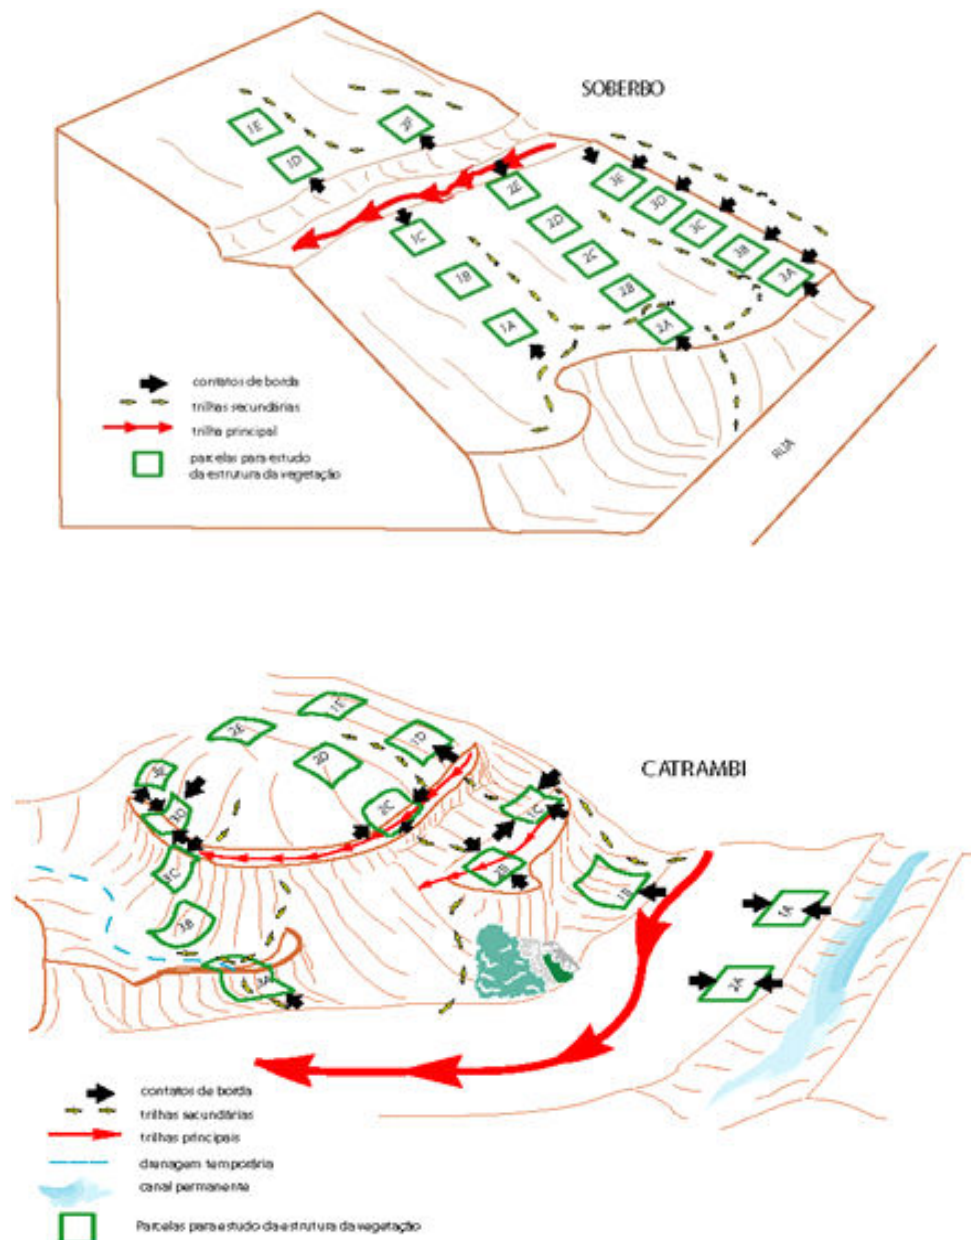 SOBERBO
1E
2F
1D
3E
2E
3D
2D
3C
1C
3B
2C
1B
3A
2B
1A
2A
contatos de borda
trilhas secundárias
trilha principal
parcelas para estudo
da estrutura da vegetação
RUA
1E
2E
1D
CATRAMBI
2D
3E
2C
1C
3D
2B
3C
1B
1A
3B
3A
2A
contatos de borda
trilhas secundárias
trilhas principais
drenagem temporária
canal permanente
Parcelas para estudo da estrutura da vegetação